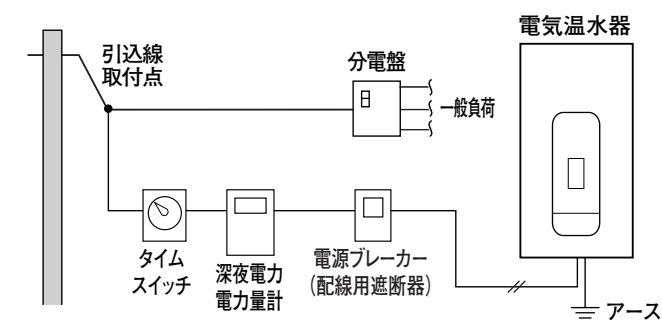 電気温水器
引込線
取付点
分電盤
一般負荷
タイム
スイッチ
深夜電力
電力量計
電源ブレーカー
(配線用遮断器)
アース